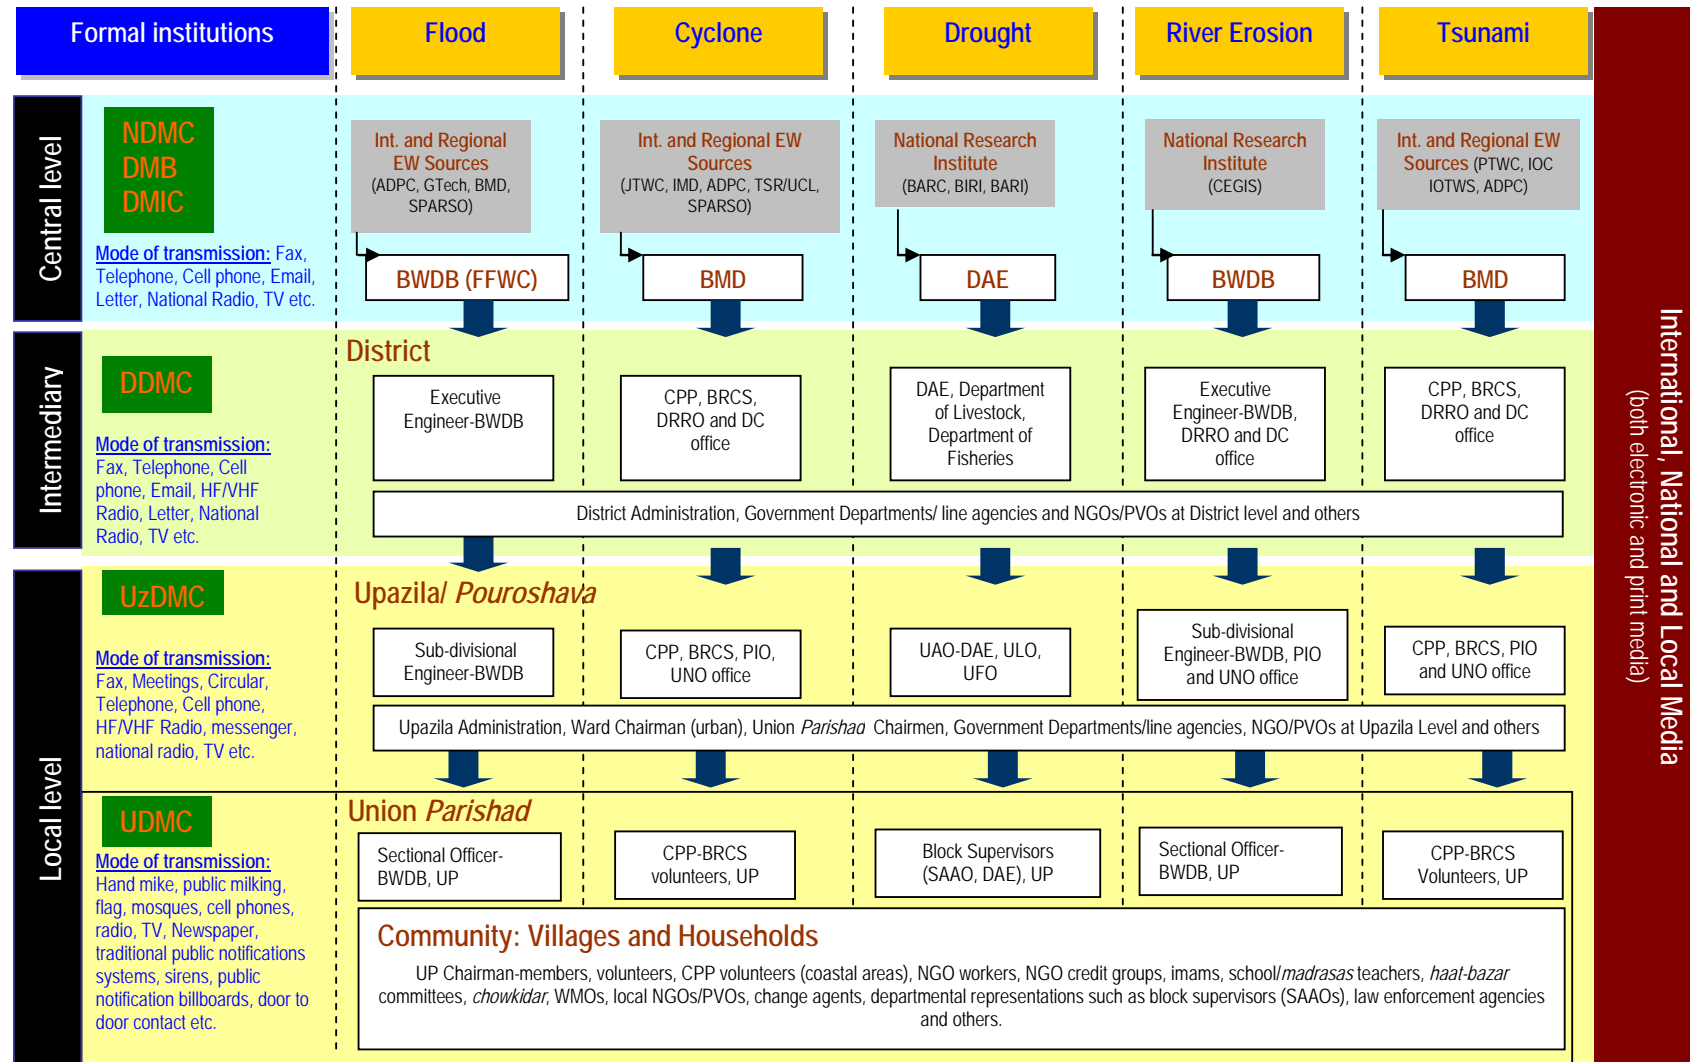 Formal institutions
Flood
Cyclone
Drought
River Erosion
Tsunami
Central level
NDMC
DMB
DMIC
Mode of transmission: Fax,
Telephone, Cell phone, Email,
Letter, National Radio, TV etc.
Int. and Regional
EW Sources
(ADPC, GTech, BMD,
SPARSO)
BWDB (FFWC)
Int. and Regional EW
Sources
(JTWC, IMD, ADPC, TSR/UCL,
SPARSO)
BMD
National Research
Institute
(BARC, BIRI, BARI)
DAE
National Research
Institute
(CEGIS)
BWDB
Int. and Regional EW
Sources (PTWC, IOC
IOTWS, ADPC)
BMD
Intermediary
DDMC
Mode of transmission:
Fax, Telephone, Cell
phone, Email, HF/VHF
Radio, Letter, National
Radio, TV etc.
District
Executive
Engineer-BWDB
CPP, BRCS,
DRRO and DC
office
DAE, Department
of Livestock,
Department of
Fisheries
Executive
Engineer-BWDB,
DRRO and DC
office
CPP, BRCS,
DRRO and DC
office
District Administration, Government Departments/ line agencies and NGOs/PVOs at District level and others
Local level
UzDMC
Mode of transmission:
Fax, Meetings, Circular,
Telephone, Cell phone,
HF/VHF Radio, messenger,
national radio, TV etc.
Upazila/ Pouroshava
Sub-divisional
Engineer-BWDB
CPP, BRCS, PIO,
UNO office
UAO-DAE, ULO,
UFO
Sub-divisional
Engineer-BWDB, PIO
and UNO office
CPP, BRCS, PIO
and UNO office
Upazila Administration, Ward Chairman (urban), Union Parishad Chairmen, Government Departments/line agencies, NGO/PVOs at Upazila Level and others
UDMC
Mode of transmission:
Hand mike, public milking,
flag, mosques, cell phones,
radio, TV, Newspaper,
traditional public notifications
systems, sirens, public
notification billboards, door to
door contact etc.
Union Parishad
Sectional Officer-
BWDB, UP
CPP-BRCS
volunteers, UP
Block Supervisors
(SAAO, DAE), UP
Sectional Officer-
BWDB, UP
CPP-BRCS
Volunteers, UP
Community: Villages and Households
UP Chairman-members, volunteers, CPP volunteers (coastal areas), NGO workers, NGO credit groups, imams, school/madrasas teachers, haat-bazar
committees, chowkidar, WMOs, local NGOs/PVOs, change agents, departmental representations such as block supervisors (SAAOs), law enforcement agencies
and others.
International, National and Local Media
(both electronic and print media)